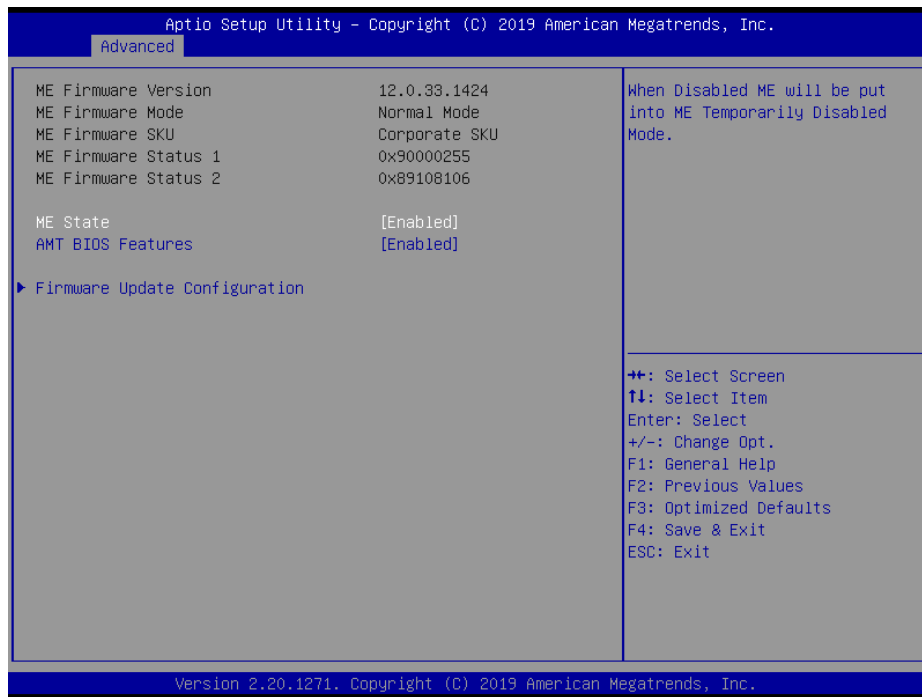 Aptio Setup Utility – Copyright (C) 2019 American Megatrends, Inc.
Advanced
ME Firmware Version 12.0.33.1424
ME Firmware Mode Normal Mode
ME Firmware SKU Corporate SKU
ME Firmware Status 1 0x90000255
ME Firmware Status 2 0x89108106
ME State [Enabled]
AMT BIOS Features [Enabled]
Firmware Update Configuration
When Disabled ME will be put
into ME Temporarily Disabled
Mode.
→←: Select Screen
↑↓: Select Item
Enter: Select
+/-: Change Opt.
F1: General Help
F2: Previous Values
F3: Optimized Defaults
F4: Save & Exit
ESC: Exit
Version 2.20.1271. Copyright (C) 2019 American Megatrends, Inc.